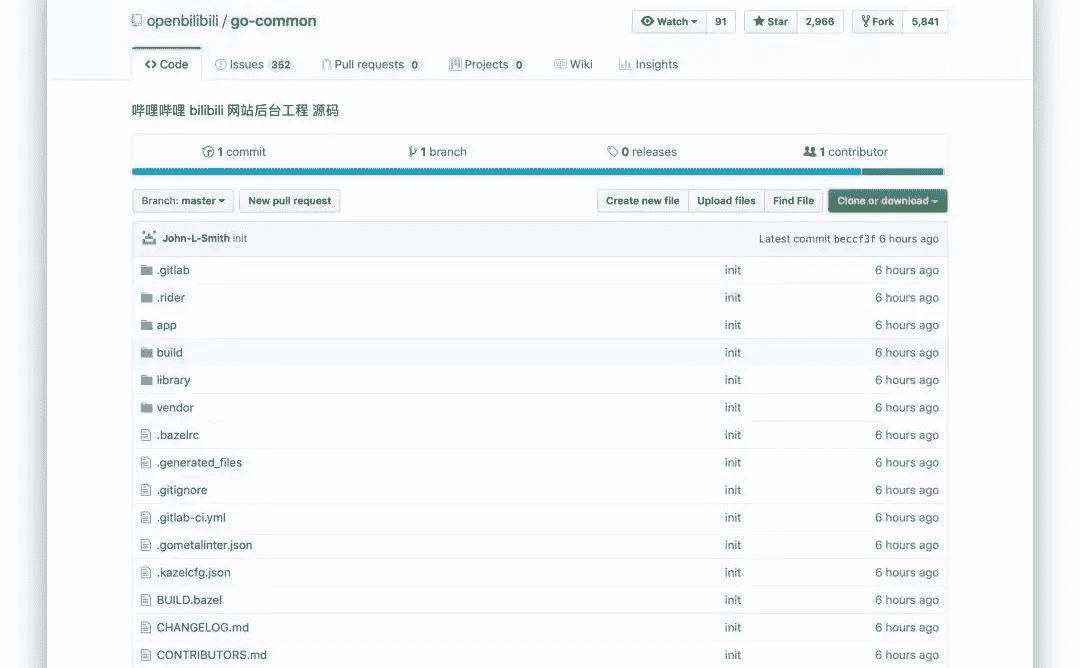 openbilibili / go-common Watch 91 Star 2,966 Fork 5,841
Code Issues 352 Pull requests 0 Projects 0 Wiki Insights
哔哩哔哩 bilibili 网站后台工程 源码
1 commit 1 branch 0 releases 1 contributor
Branch: master New pull request Create new file Upload files Find File Clone or download
John-L-Smith init Latest commit beccf3f 6 hours ago
.gitlab init 6 hours ago
.rider init 6 hours ago
app init 6 hours ago
build init 6 hours ago
library init 6 hours ago
vendor init 6 hours ago
.bazelrc init 6 hours ago
.generated_files init 6 hours ago
.gitignore init 6 hours ago
.gitlab-ci.yml init 6 hours ago
.gometalinter.json init 6 hours ago
.kazelcfg.json init 6 hours ago
BUILD.bazel init 6 hours ago
CHANGELOG.md init 6 hours ago
CONTRIBUTORS.md init 6 hours ago